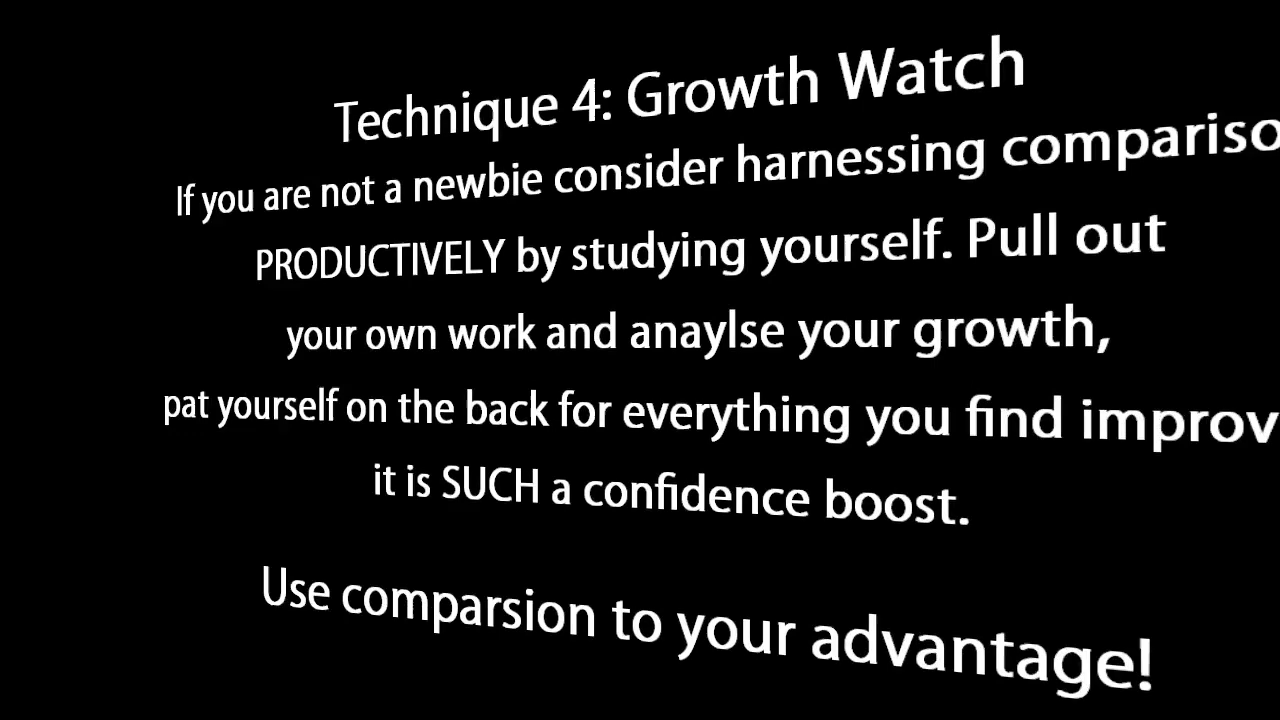 Technique 4: Growth Watch
If you are not a newbie consider harnessing compariso
PRODUCTIVELY by studying yourself. Pull out
your own work and anaylse your growth,
pat yourself on the back for everything you find improv
it is SUCH a confidence boost.
Use comparsion to your advantage!